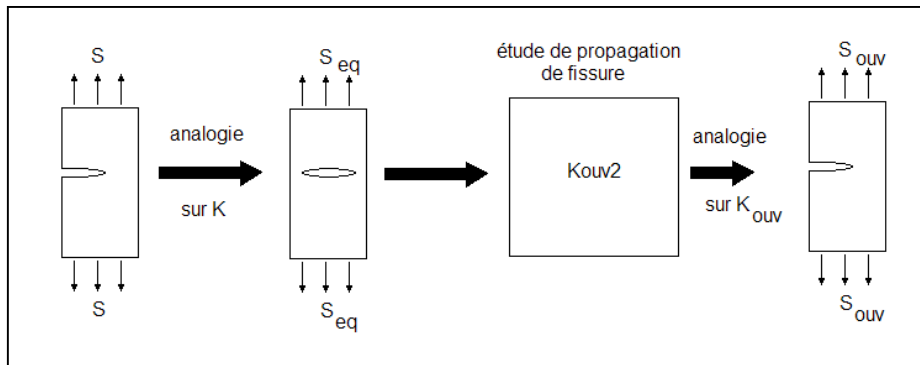 S
S
analogie
sur K
S eq
S eq
étude de propagation
de fissure
Kouv2
analogie
sur K ouv
S ouv
S ouv